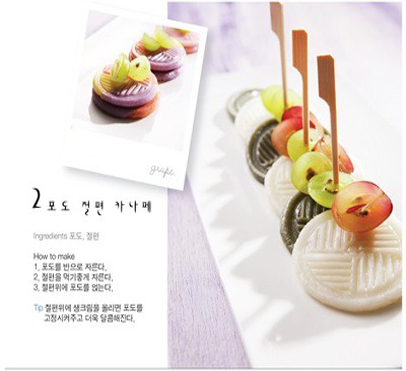 grape
2 포도 절편 카나페
Ingredients 포도, 절편
How to make
1. 포도를 반으로 자른다.
2. 절편을 먹기좋게 자른다.
3. 절편위에 포도를 얹는다.
Tip 절편위에 생크림을 올리면 포도를
고정시켜주고 더욱 달콤해진다.